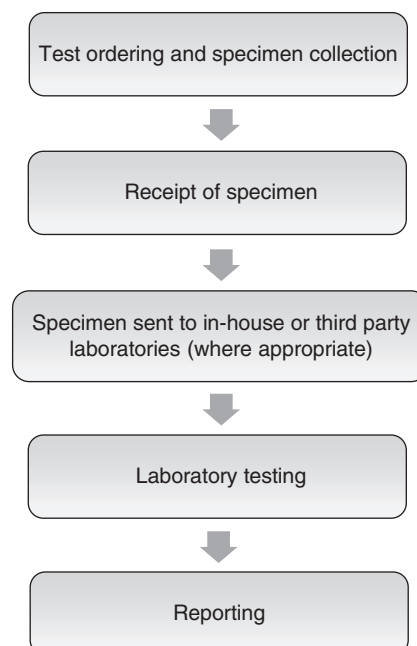 Test ordering and specimen collection
Receipt of specimen
Specimen sent to in-house or third party
laboratories (where appropriate)
Laboratory testing
Reporting